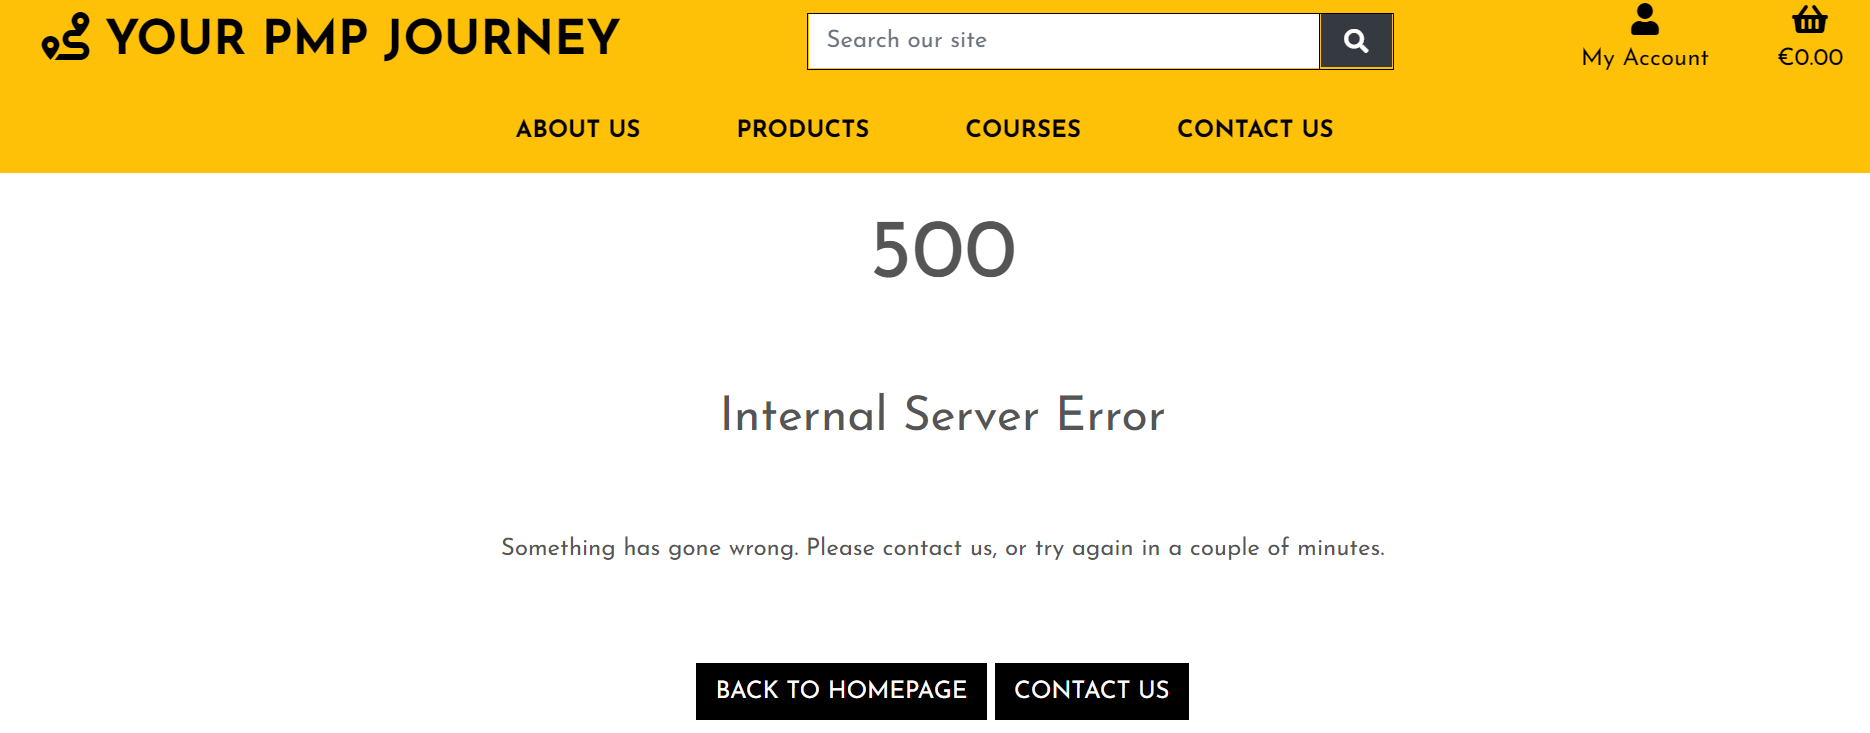 YOUR PMP JOURNEY
Search our site
My Account
€0.00
ABOUT US
PRODUCTS
COURSES
CONTACT US
500
Internal Server Error
Something has gone wrong. Please contact us, or try again in a couple of minutes.
BACK TO HOMEPAGE
CONTACT US